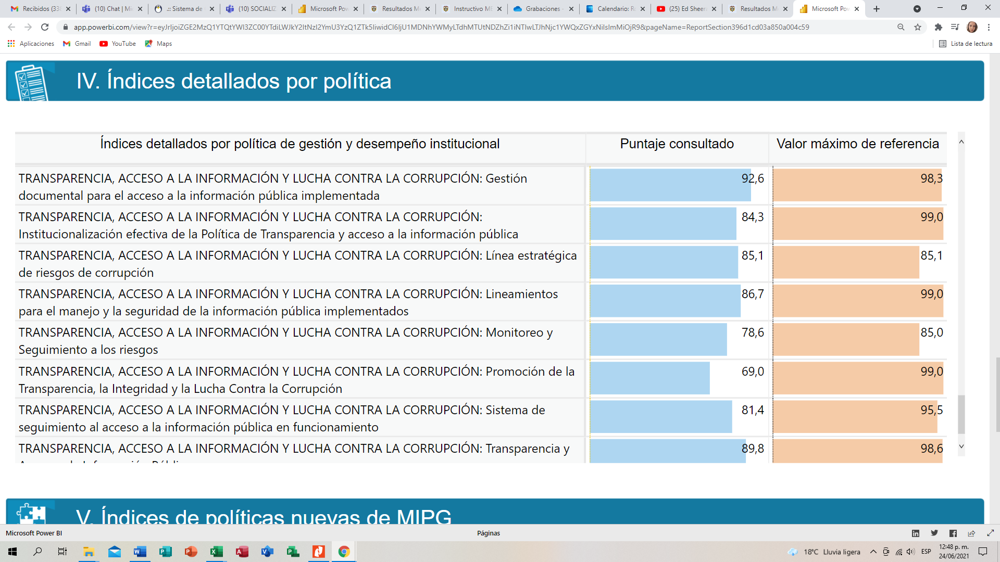 Recibidos (338
(10) Chat | Mi
.:: Sistema de
(10) SOCIALIZ
Microsoft Pow
Resultados M
Instructivo ME
Grabaciones -
Calendario: R
(25) Ed Sheera
Resultados M
Microsoft Po
app.powerbi.com/view?r=eyJrIjoiZGE2MzQ1YTQtYWI3ZC00YTdiLWJkY2ItNzI2YmU3YzQ1ZTk5IiwidCI6IjU1MDNhYWMyLTdhMTUtNDZhZi1iNTIwLTJhNjc1YWQxZGYxNiIsImMiOjR9&pageName=ReportSection396d1cd03a850a004c59
Aplicaciones
Gmail
YouTube
Maps
Lista de lectura
IV. Índices detallados por política
Índices detallados por política de gestión y desempeño institucional
Puntaje consultado
Valor máximo de referencia
TRANSPARENCIA, ACCESO A LA INFORMACIÓN Y LUCHA CONTRA LA CORRUPCIÓN: Gestión
documental para el acceso a la información pública implementada
92,6
98,3
TRANSPARENCIA, ACCESO A LA INFORMACIÓN Y LUCHA CONTRA LA CORRUPCIÓN:
Institucionalización efectiva de la Política de Transparencia y acceso a la información pública
84,3
99,0
TRANSPARENCIA, ACCESO A LA INFORMACIÓN Y LUCHA CONTRA LA CORRUPCIÓN: Línea estratégica
de riesgos de corrupción
85,1
85,1
TRANSPARENCIA, ACCESO A LA INFORMACIÓN Y LUCHA CONTRA LA CORRUPCIÓN: Lineamientos
para el manejo y la seguridad de la información pública implementados
86,7
99,0
TRANSPARENCIA, ACCESO A LA INFORMACIÓN Y LUCHA CONTRA LA CORRUPCIÓN: Monitoreo y
Seguimiento a los riesgos
78,6
85,0
TRANSPARENCIA, ACCESO A LA INFORMACIÓN Y LUCHA CONTRA LA CORRUPCIÓN: Promoción de la
Transparencia, la Integridad y la Lucha Contra la Corrupción
69,0
99,0
TRANSPARENCIA, ACCESO A LA INFORMACIÓN Y LUCHA CONTRA LA CORRUPCIÓN: Sistema de
seguimiento al acceso a la información pública en funcionamiento
81,4
95,5
TRANSPARENCIA, ACCESO A LA INFORMACIÓN Y LUCHA CONTRA LA CORRUPCIÓN: Transparencia y
89,8
98,6
V. Índices de políticas nuevas de MIPG
Microsoft Power BI
Páginas
18°C Lluvia ligera
ESP
12:48 p. m.
24/06/2021